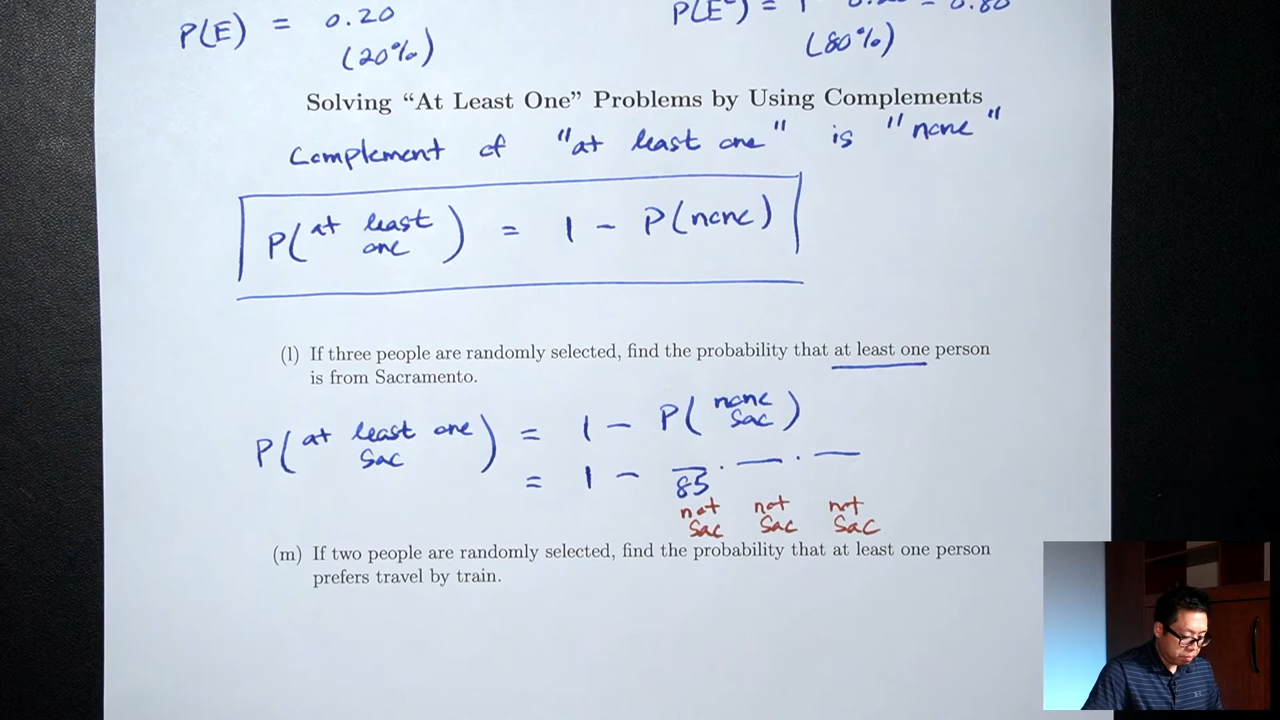 P(E) = 0.20 P(Eᶜ) = 1 - 0.20 = 0.80
(20%) (80%)
Solving “At Least One” Problems by Using Complements
Complement of "at least one" is "none"
P(at least one) = 1 - P(none)
(l) If three people are randomly selected, find the probability that at least one person
is from Sacramento.
P(at least one Sac) = 1 - P(none Sac)
= 1 - __/85 · __ · __
not Sac not Sac not Sac
(m) If two people are randomly selected, find the probability that at least one person
prefers travel by train.